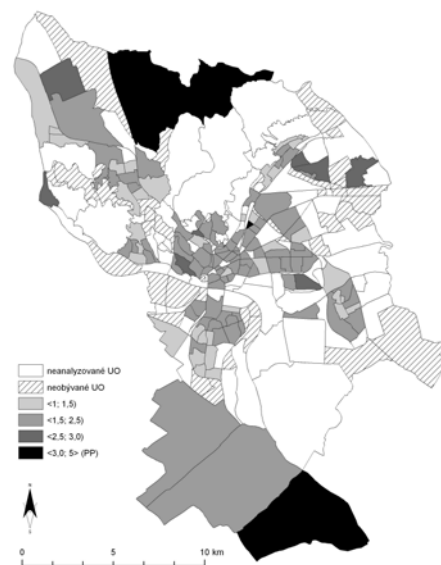 neanalyzované UO
neobývané UO
<1; 1,5)
<1,5; 2,5)
<2,5; 3,0)
<3,0; 5> (PP)
N
0 5 10 km